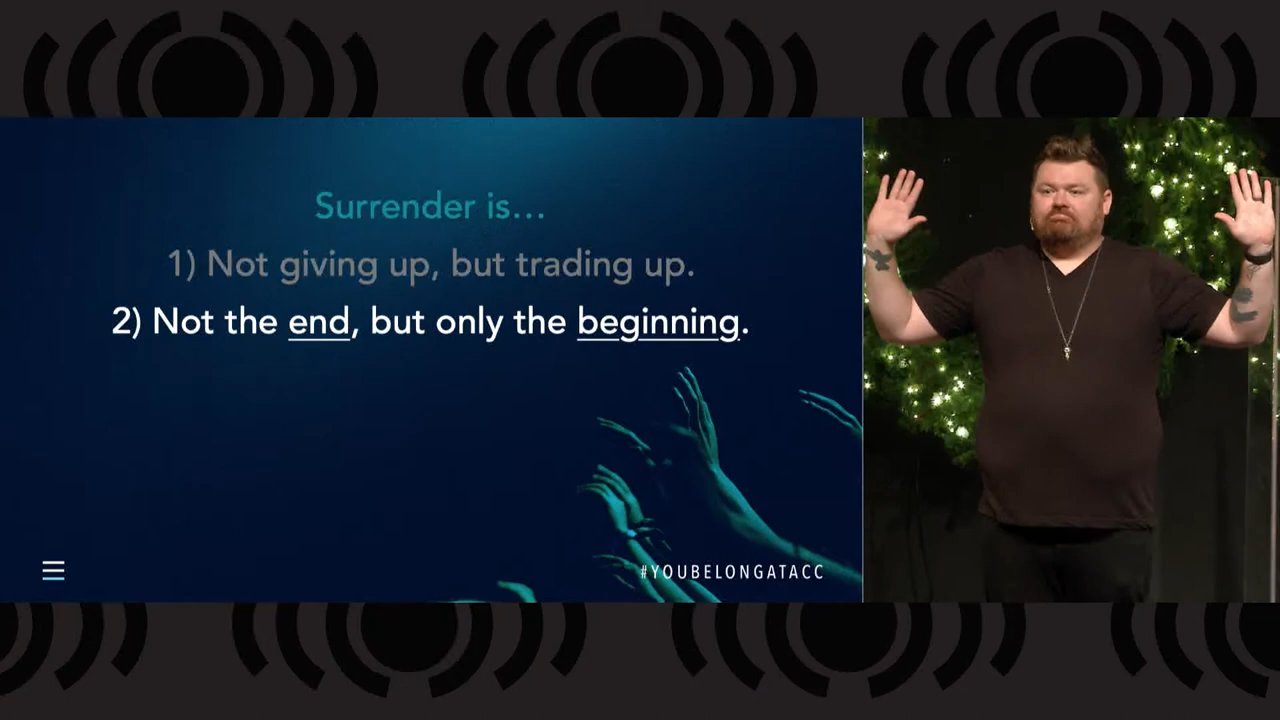 Surrender is…
1) Not giving up, but trading up.
2) Not the end, but only the beginning.
#YOUBELONGATACC